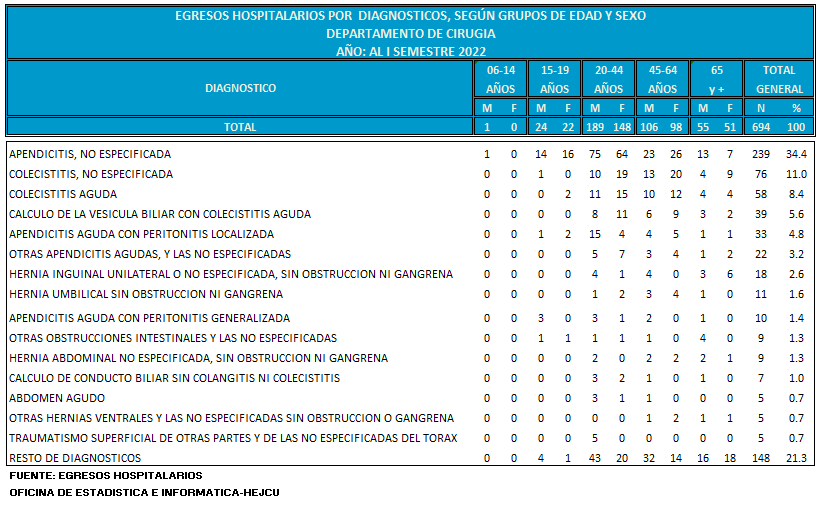 EGRESOS HOSPITALARIOS POR DIAGNOSTICOS, SEGÚN GRUPOS DE EDAD Y SEXO
DEPARTAMENTO DE CIRUGIA
AÑO: AL I SEMESTRE 2022
DIAGNOSTICO 06-14 AÑOS 15-19 AÑOS 20-44 AÑOS 45-64 AÑOS 65 y + TOTAL GENERAL
M F M F M F M F M F N %
TOTAL 1 0 24 22 189 148 106 98 55 51 694 100
APENDICITIS, NO ESPECIFICADA 1 0 14 16 75 64 23 26 13 7 239 34.4
COLECISTITIS, NO ESPECIFICADA 0 0 1 0 10 19 13 20 4 9 76 11.0
COLECISTITIS AGUDA 0 0 0 2 11 15 10 12 4 4 58 8.4
CALCULO DE LA VESICULA BILIAR CON COLECISTITIS AGUDA 0 0 0 0 8 11 6 9 3 2 39 5.6
APENDICITIS AGUDA CON PERITONITIS LOCALIZADA 0 0 1 2 15 4 4 5 1 1 33 4.8
OTRAS APENDICITIS AGUDAS, Y LAS NO ESPECIFICADAS 0 0 0 0 5 7 3 4 1 2 22 3.2
HERNIA INGUINAL UNILATERAL O NO ESPECIFICADA, SIN OBSTRUCCION NI GANGRENA 0 0 0 0 4 1 4 0 3 6 18 2.6
HERNIA UMBILICAL SIN OBSTRUCCION NI GANGRENA 0 0 0 0 1 2 3 4 1 0 11 1.6
APENDICITIS AGUDA CON PERITONITIS GENERALIZADA 0 0 3 0 3 1 2 0 1 0 10 1.4
OTRAS OBSTRUCCIONES INTESTINALES Y LAS NO ESPECIFICADAS 0 0 1 1 1 1 1 0 4 0 9 1.3
HERNIA ABDOMINAL NO ESPECIFICADA, SIN OBSTRUCCION NI GANGRENA 0 0 0 0 2 0 2 2 2 1 9 1.3
CALCULO DE CONDUCTO BILIAR SIN COLANGITIS NI COLECISTITIS 0 0 0 0 3 2 1 0 1 0 7 1.0
ABDOMEN AGUDO 0 0 0 0 3 1 1 0 0 0 5 0.7
OTRAS HERNIAS VENTRALES Y LAS NO ESPECIFICADAS SIN OBSTRUCCION O GANGRENA 0 0 0 0 0 0 1 2 1 1 5 0.7
TRAUMATISMO SUPERFICIAL DE OTRAS PARTES Y DE LAS NO ESPECIFICADAS DEL TORAX 0 0 0 0 5 0 0 0 0 0 5 0.7
RESTO DE DIAGNOSTICOS 0 0 4 1 43 20 32 14 16 18 148 21.3
FUENTE: EGRESOS HOSPITALARIOS
OFICINA DE ESTADISTICA E INFORMATICA-HEJCU